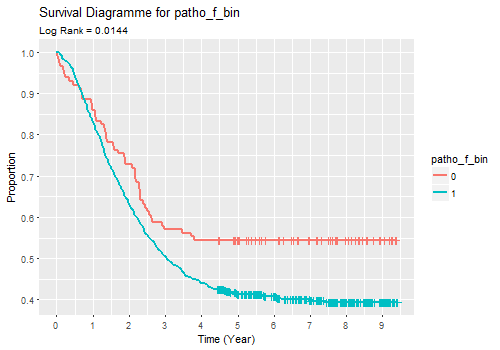 Survival Diagramme for patho_f_bin
Log Rank = 0.0144
1.0
0.9
0.8
0.7
0.6
0.5
0.4
Proportion
0 1 2 3 4 5 6 7 8 9
Time (Year)
patho_f_bin
0
1